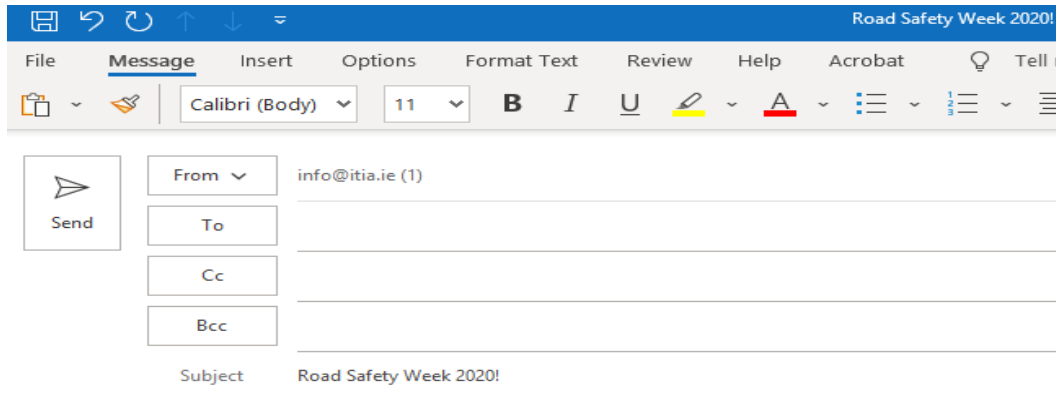 Road Safety Week 2020!
File Message Insert Options Format Text Review Help Acrobat Tell
Calibri (Body) 11 B I U A
From info@itia.ie (1)
Send
To
Cc
Bcc
Subject Road Safety Week 2020!